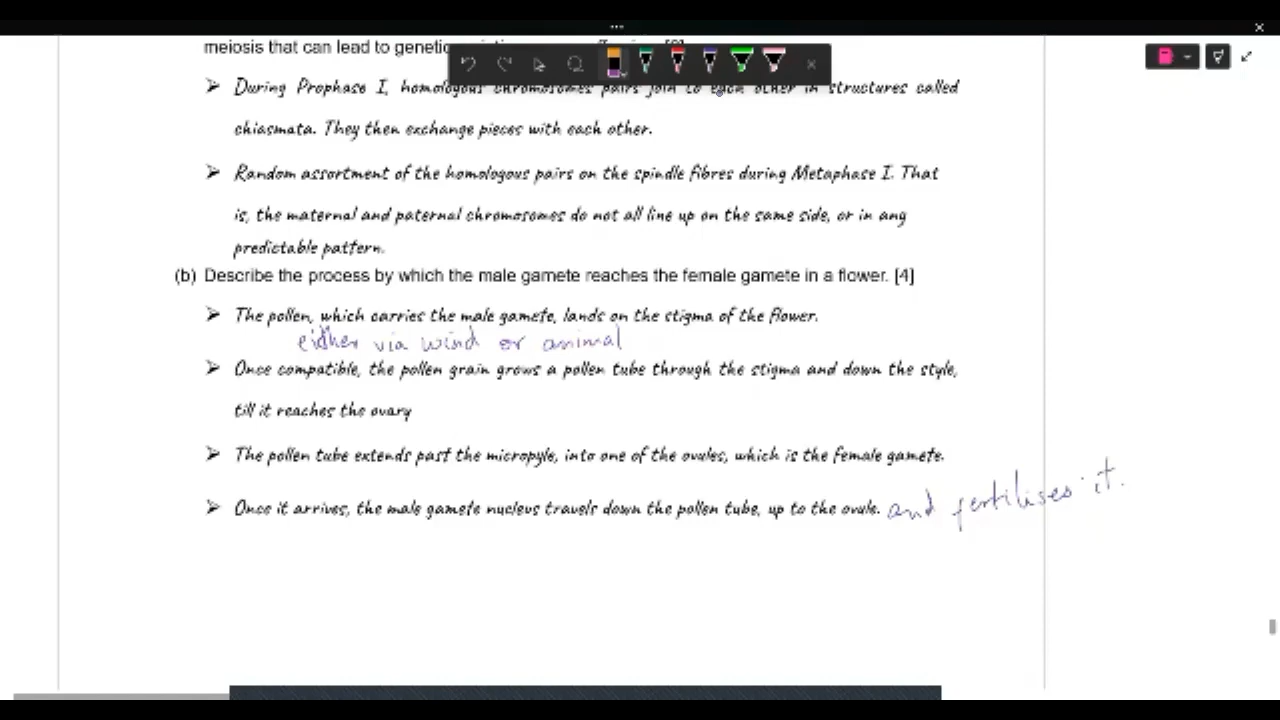 meiosis that can lead to genetic
➤ During Prophase I, homologous chromosomes pairs join to each other in structures called
chiasmata. They then exchange pieces with each other.
➤ Random assortment of the homologous pairs on the spindle fibres during Metaphase I. That
is, the maternal and paternal chromosomes do not all line up on the same side, or in any
predictable pattern.
(b) Describe the process by which the male gamete reaches the female gamete in a flower. [4]
➤ The pollen, which carries the male gamete, lands on the stigma of the flower.
either via wind or animal
➤ Once compatible, the pollen grain grows a pollen tube through the stigma and down the style,
till it reaches the ovary
➤ The pollen tube extends past the micropyle, into one of the ovules, which is the female gamete.
➤ Once it arrives, the male gamete nucleus travels down the pollen tube, up to the ovule. and fertilises it.